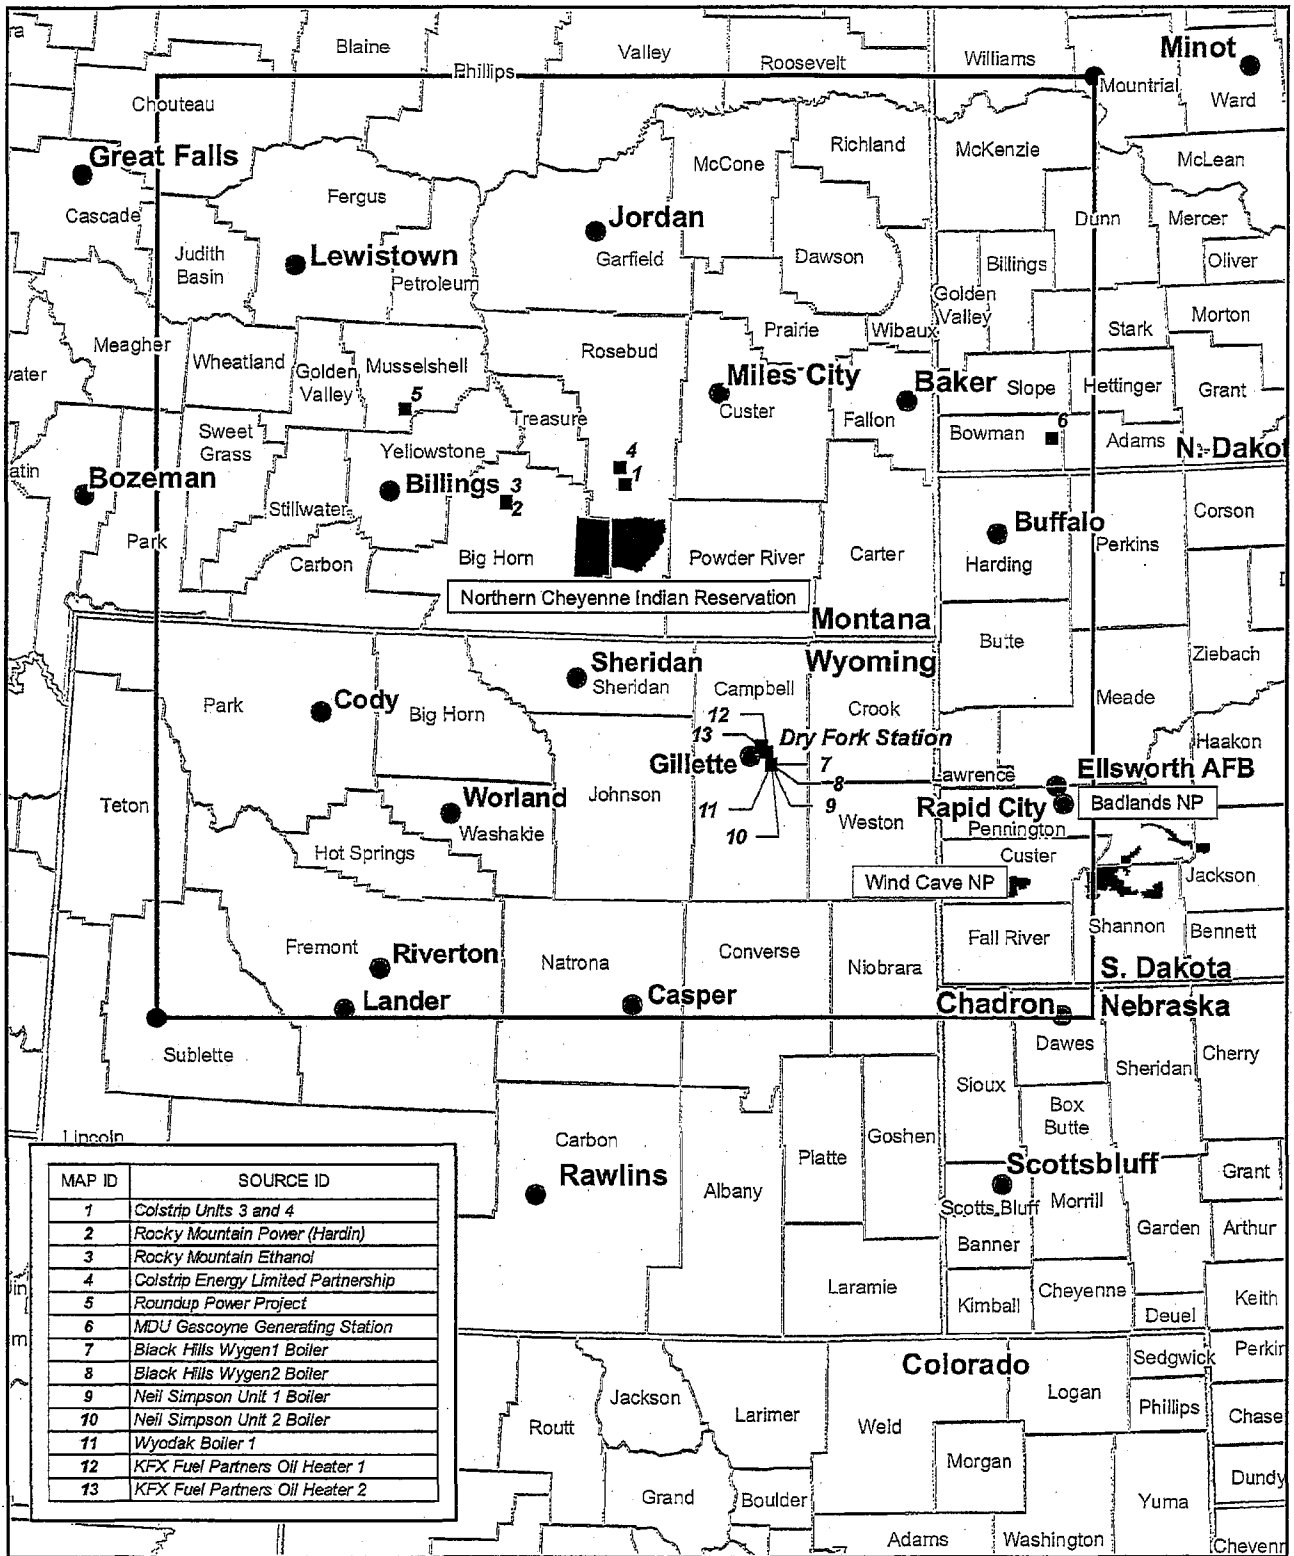 ra
Blaine
Valley
Phillips
Roosevelt
Williams
Minot
Mountrial
Ward
Chouteau
Great Falls
McCone
Richland
McKenzie
McLean
Fergus
Cascade
Jordan
Dunn
Mercer
Judith
Basin
Lewistown
Garfield
Dawson
Billings
Oliver
Petroleum
Golden
Valley
Morton
Meagher
Prairie
Wibaux
Stark
Wheatland
Rosebud
Musselshell
Golden
Valley
Miles City
Baker
Slope
Hettinger
Grant
vater
5
Custer
Fallon
Treasure
Sweet
Grass
6
Bowman
Adams
N. Dakot
Yellowstone
4
atin
Bozeman
Billings
3
1
2
Stillwater
Corson
Buffalo
Park
Big Horn
Powder River
Carter
Perkins
Carbon
Harding
Northern Cheyenne Indian Reservation
Montana
Butte
Sheridan
Wyoming
Ziebach
Sheridan
Campbell
Meade
Cody
Park
Big Horn
12
Crook
13
Dry Fork Station
Haakon
Gillette
7
Ellsworth AFB
Lawrence
8
Teton
Worland
Johnson
11
9
Rapid City
Badlands NP
Washakie
10
Weston
Pennington
Hot Springs
Custer
Wind Cave NP
Jackson
Fremont
Riverton
Natrona
Converse
Niobrara
Fall River
Shannon
Bennett
S. Dakota
Lander
Casper
Chadron
Nebraska
Sublette
Dawes
Cherry
Sheridan
Sioux
Box
Butte
Lincoln
Carbon
Goshen
Platte
Rawlins
Scottsbluff
Grant
Albany
Scotts Bluff
Morrill
Garden
Arthur
Banner
Laramie
Kimball
Cheyenne
Deuel
Keith
MAP ID SOURCE ID
1 Colstrip Units 3 and 4
2 Rocky Mountain Power (Hardin)
3 Rocky Mountain Ethanol
4 Colstrip Energy Limited Partnership
5 Roundup Power Project
6 MDU Gascoyne Generating Station
7 Black Hills Wygen1 Boiler
8 Black Hills Wygen2 Boiler
9 Neil Simpson Unit 1 Boiler
10 Neil Simpson Unit 2 Boiler
11 Wyodak Boiler 1
12 KFX Fuel Partners Oil Heater 1
13 KFX Fuel Partners Oil Heater 2
Colorado
Sedgwick
Perkin
Jackson
Logan
Larimer
Phillips
Routt
Weld
Chase
Morgan
Dundy
Grand
Boulder
Yuma
Adams
Washington
Cheyenn